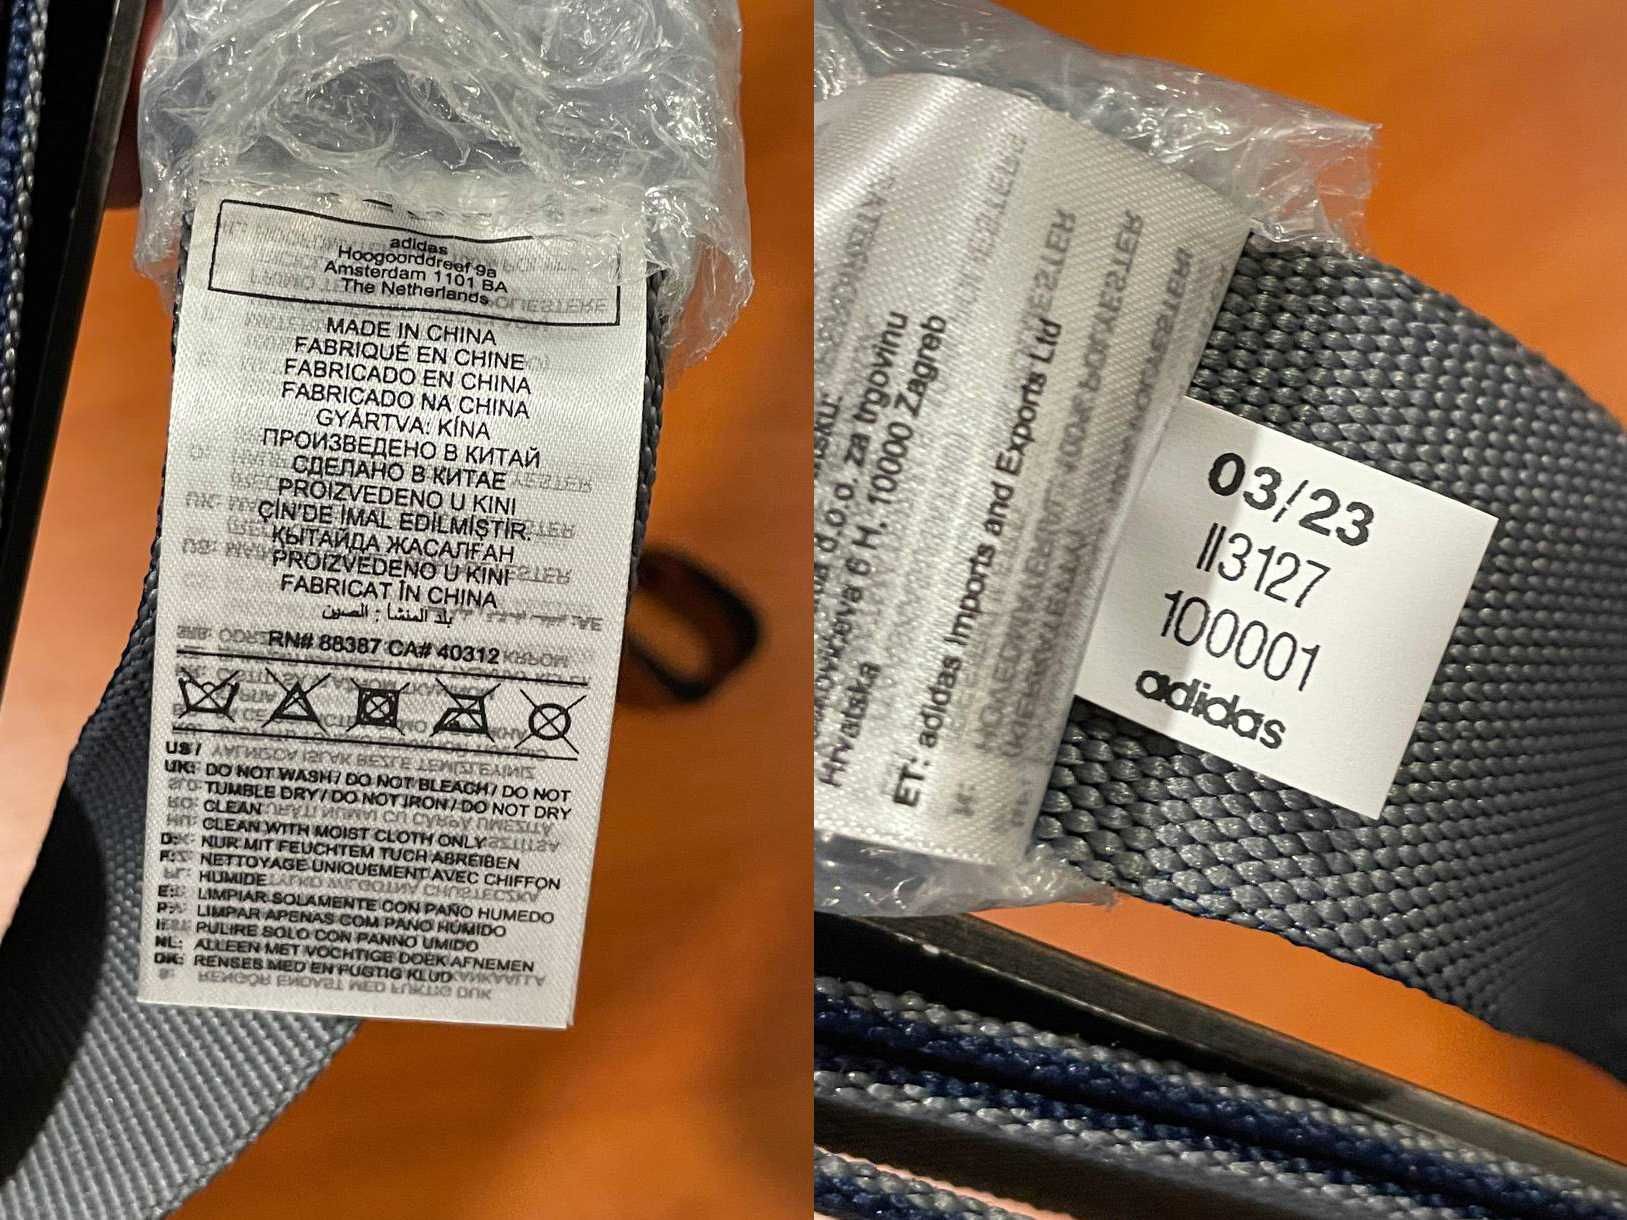 adidas
Hoogoorddreef 9a
Amsterdam 1101 BA
The Netherlands
MADE IN CHINA
FABRIQUÉ EN CHINE
FABRICADO EN CHINA
FABRICADO NA CHINA
GYÁRTVA: KÍNA
ПРОИЗВЕДЕНО В КИТАЙ
СДЕЛАНО В КИТАЕ
PROIZVEDENO U KINI
ÇİN'DE İMAL EDİLMİŞTİR.
ҚЫТАЙДА ЖАСАЛҒАН
PROIZVEDENO U KINI
FABRICAT ÎN CHINA
بلد المنشأ : الصين
RN# 88387 CA# 40312
US /
UK: DO NOT WASH / DO NOT BLEACH / DO NOT
TUMBLE DRY / DO NOT IRON / DO NOT DRY
CLEAN
CLEAN WITH MOIST CLOTH ONLY
D: NUR MIT FEUCHTEM TUCH ABREIBEN
F: NETTOYAGE UNIQUEMENT AVEC CHIFFON
HUMIDE
E: LIMPIAR SOLAMENTE CON PAÑO HUMEDO
P: LIMPAR APENAS COM PANO HÚMIDO
I: PULIRE SOLO CON PANNO UMIDO
NL: ALLEEN MET VOCHTIGE DOEK AFNEMEN
DK: RENSES MED EN FUGTIG KLUD
d.o.o. za trgovinu
6 H, 10000 Zagreb
Hrvatska
ET: adidas Imports and Exports Ltd
03/23
II3127
100001
adidas